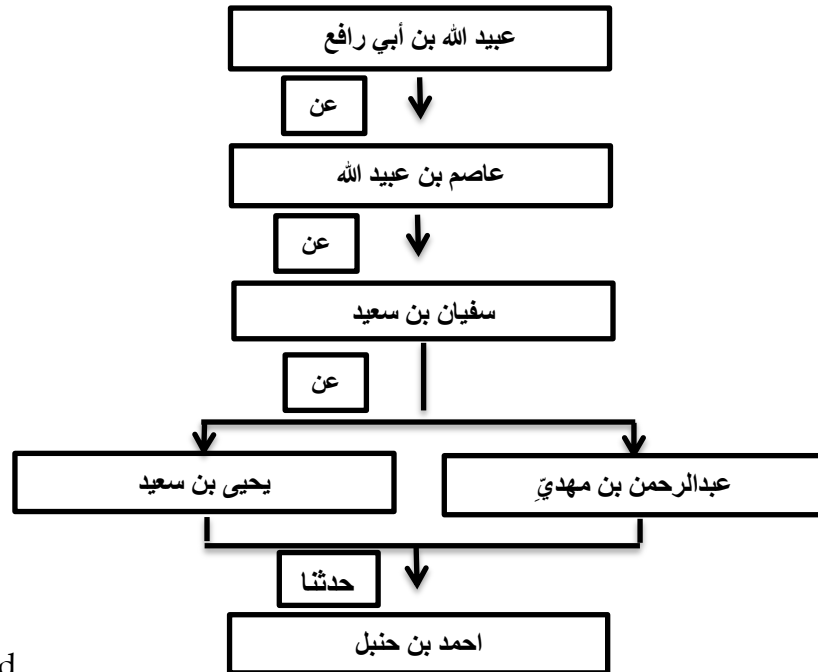 عبيد الله بن أبي رافع
عن
عاصم بن عبيد الله
عن
سفيان بن سعيد
عن
عبدالرحمن بن مهديِّ
يحيى بن سعيد
حدثنا
احمد بن حنبل
d